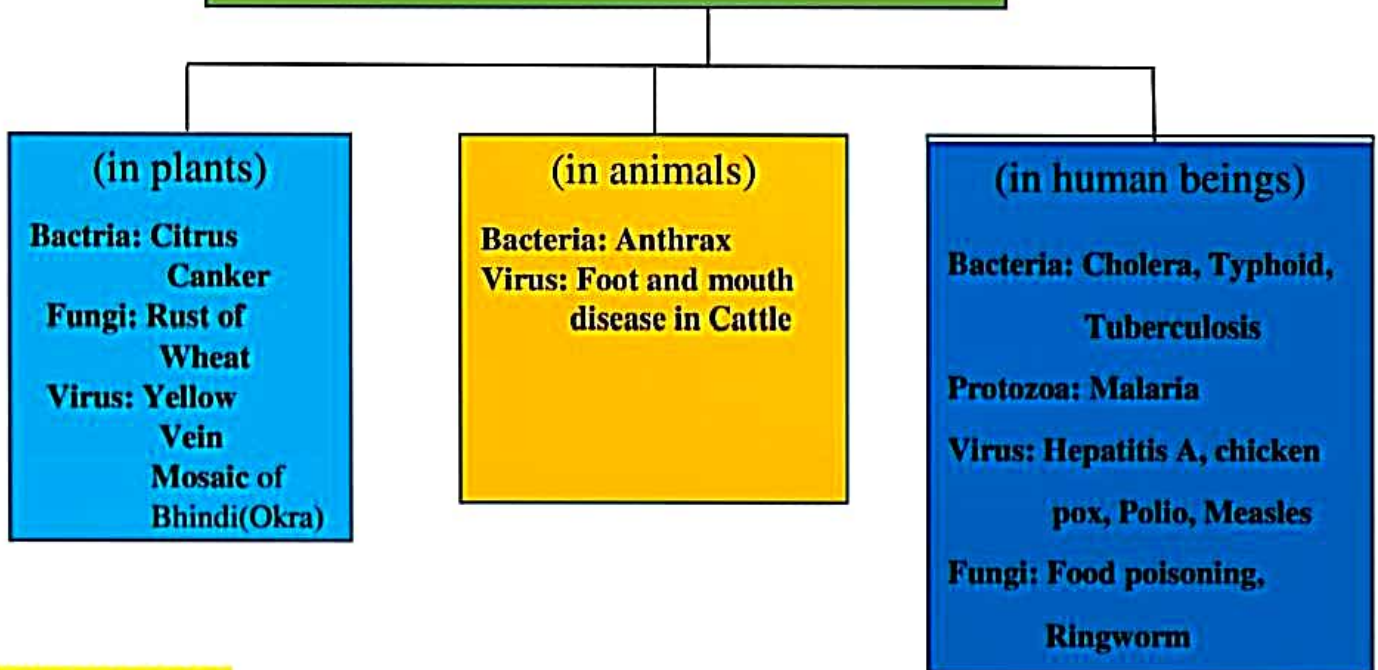 (in plants)
Bactria: Citrus
Canker
Fungi: Rust of
Wheat
Virus: Yellow
Vein
Mosaic of
Bhindi(Okra)
(in animals)
Bacteria: Anthrax
Virus: Foot and mouth
disease in Cattle
(in human beings)
Bacteria: Cholera, Typhoid,
Tuberculosis
Protozoa: Malaria
Virus: Hepatitis A, chicken
pox, Polio, Measles
Fungi: Food poisoning,
Ringworm